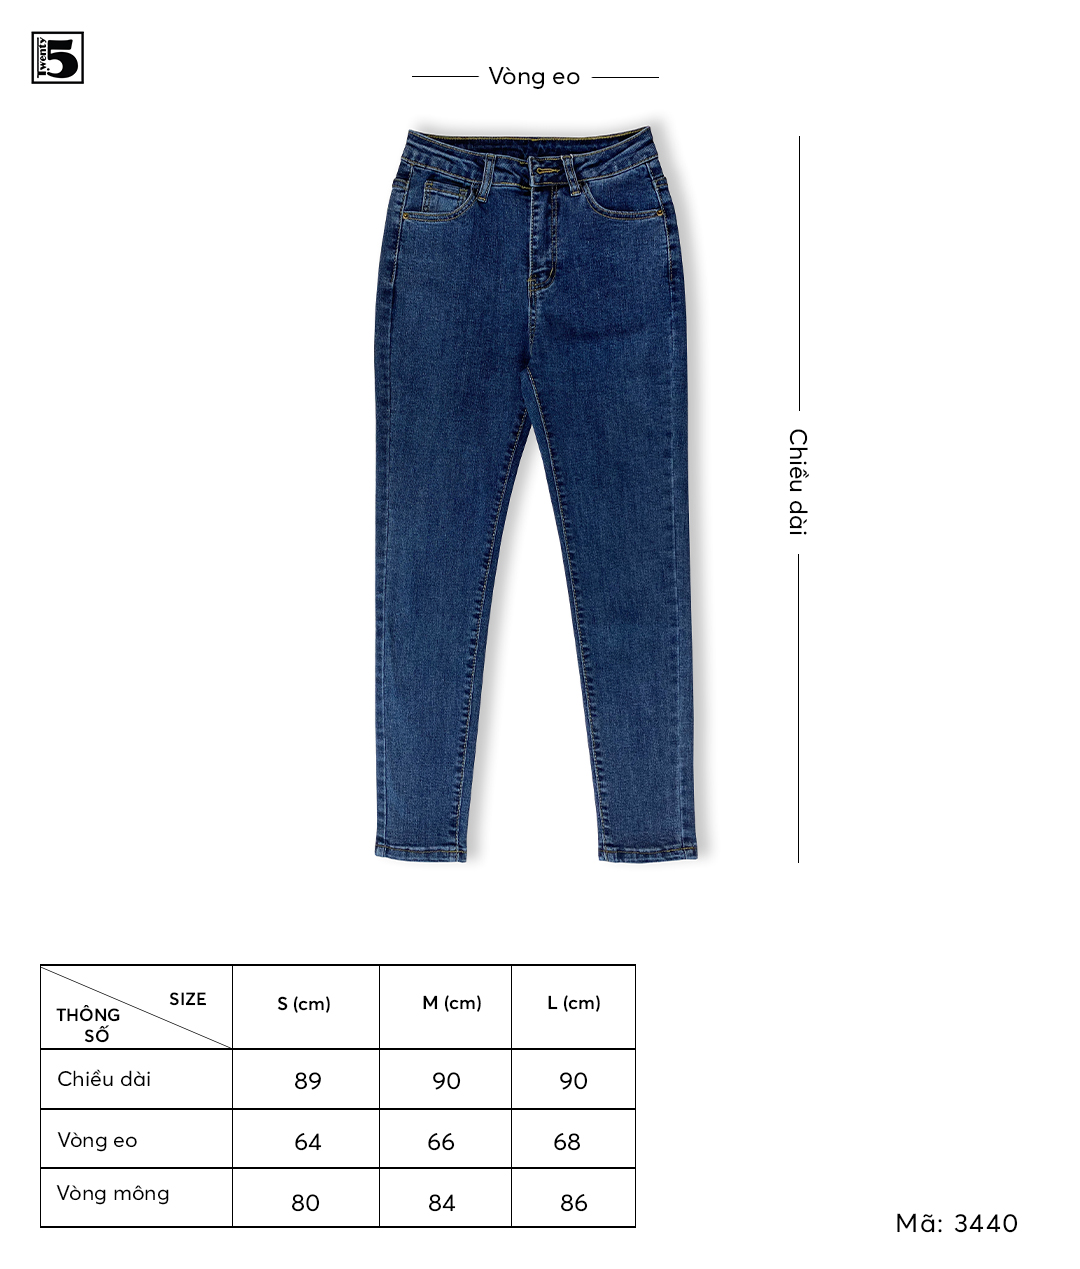 Twenty 5
Vòng eo
Chiều dài
SIZE
THÔNG
SỐ
S (cm)
M (cm)
L (cm)
Chiều dài
89
90
90
Vòng eo
64
66
68
Vòng mông
80
84
86
Mã: 3440